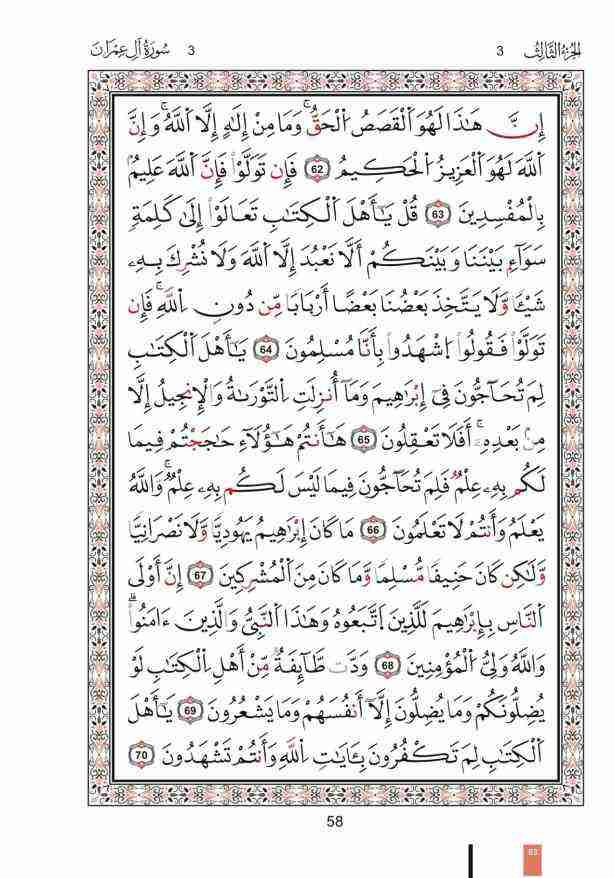 الجزء الثالث 3 3 سورة آل عمران
إِنَّ هَٰذَا لَهُوَ ٱلْقَصَصُ ٱلْحَقُّ ۚ وَمَا مِنْ إِلَٰهٍ إِلَّا ٱللَّهُ ۚ وَإِنَّ
ٱللَّهَ لَهُوَ ٱلْعَزِيزُ ٱلْحَكِيمُ 62 فَإِن تَوَلَّوْا۟ فَإِنَّ ٱللَّهَ عَلِيمٌۢ
بِٱلْمُفْسِدِينَ 63 قُلْ يَٰٓأَهْلَ ٱلْكِتَٰبِ تَعَالَوْا۟ إِلَىٰ كَلِمَةٍ
سَوَآءٍۭ بَيْنَنَا وَبَيْنَكُمْ أَلَّا نَعْبُدَ إِلَّا ٱللَّهَ وَلَا نُشْرِكَ بِهِۦ
شَيْـًٔا وَلَا يَتَّخِذَ بَعْضُنَا بَعْضًا أَرْبَابًا مِّن دُونِ ٱللَّهِ ۚ فَإِن
تَوَلَّوْا۟ فَقُولُوا۟ ٱشْهَدُوا۟ بِأَنَّا مُسْلِمُونَ 64 يَٰٓأَهْلَ ٱلْكِتَٰبِ
لِمَ تُحَآجُّونَ فِىٓ إِبْرَٰهِيمَ وَمَآ أُنزِلَتِ ٱلتَّوْرَىٰةُ وَٱلْإِنجِيلُ إِلَّا
مِنۢ بَعْدِهِۦٓ ۚ أَفَلَا تَعْقِلُونَ 65 هَٰٓأَنتُمْ هَٰٓؤُلَآءِ حَٰجَجْتُمْ فِيمَا
لَكُم بِهِۦ عِلْمٌ فَلِمَ تُحَآجُّونَ فِيمَا لَيْسَ لَكُم بِهِۦ عِلْمٌ ۚ وَٱللَّهُ
يَعْلَمُ وَأَنتُمْ لَا تَعْلَمُونَ 66 مَا كَانَ إِبْرَٰهِيمُ يَهُودِيًّا وَلَا نَصْرَانِيًّا
وَلَٰكِن كَانَ حَنِيفًا مُّسْلِمًا وَمَا كَانَ مِنَ ٱلْمُشْرِكِينَ 67 إِنَّ أَوْلَى
ٱلنَّاسِ بِإِبْرَٰهِيمَ لَلَّذِينَ ٱتَّبَعُوهُ وَهَٰذَا ٱلنَّبِىُّ وَٱلَّذِينَ ءَامَنُوا۟ ۗ
وَٱللَّهُ وَلِىُّ ٱلْمُؤْمِنِينَ 68 وَدَّت طَّآئِفَةٌ مِّنْ أَهْلِ ٱلْكِتَٰبِ لَوْ
يُضِلُّونَكُمْ وَمَا يُضِلُّونَ إِلَّآ أَنفُسَهُمْ وَمَا يَشْعُرُونَ 69 يَٰٓأَهْلَ
ٱلْكِتَٰبِ لِمَ تَكْفُرُونَ بِـَٔايَٰتِ ٱللَّهِ وَأَنتُمْ تَشْهَدُونَ 70
58
63